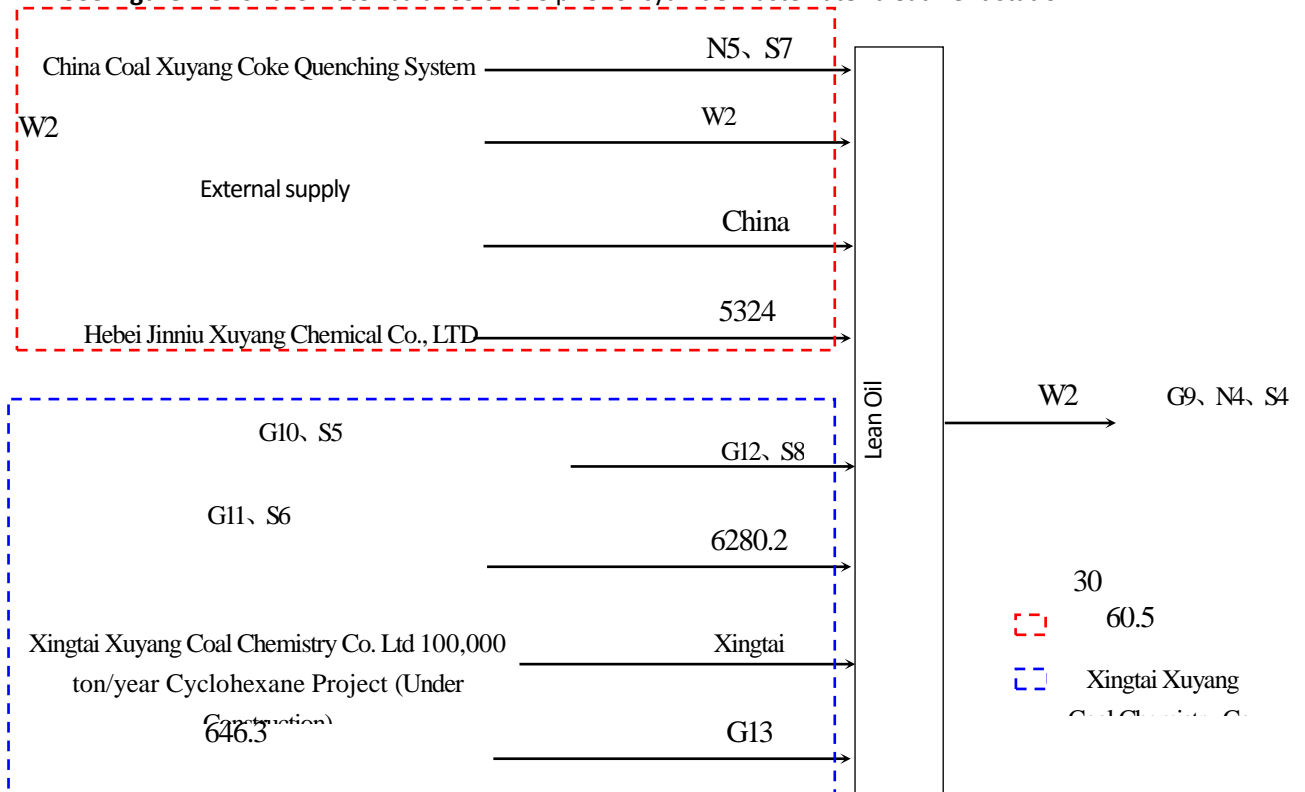 China Coal Xuyang Coke Quenching System
N5、S7
W2
W2
External supply
China
Hebei Jinniu Xuyang Chemical Co., LTD
5324
Lean Oil
W2
G9、N4、S4
G10、S5
G12、S8
G11、S6
6280.2
30
60.5
Xingtai Xuyang Coal Chemistry Co. Ltd 100,000
ton/year Cyclohexane Project (Under
Construction)
Xingtai
Xingtai Xuyang
646.3
G13